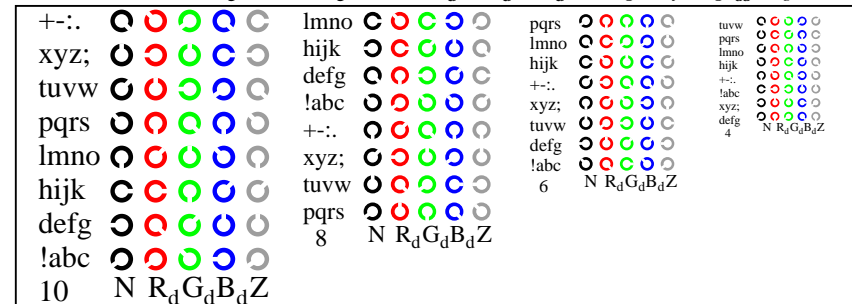 +-:.
xyz;
tuvw
pqrs
lmno
hijk
defg
!abc
10 N RdGdBdZ
lmno
hijk
defg
!abc
+-:.
xyz;
tuvw
pqrs
8 N RdGdBdZ
pqrs
lmno
hijk
+-:.
xyz;
tuvw
defg
!abc
6 N RdGdBdZ
tuvw
pqrs
lmno
hijk
+-:.
!abc
xyz;
defg
4 N RdGdBdZ